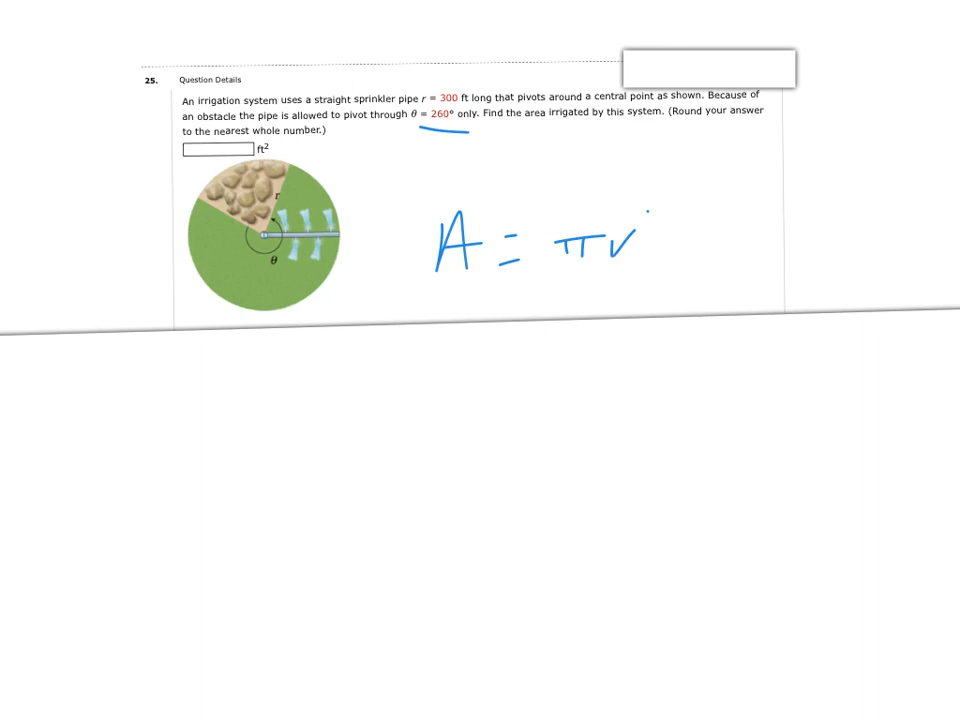 25. Question Details
An irrigation system uses a straight sprinkler pipe r = 300 ft long that pivots around a central point as shown. Because of
an obstacle the pipe is allowed to pivot through θ = 260° only. Find the area irrigated by this system. (Round your answer
to the nearest whole number.)
ft²
r
θ
A = πr